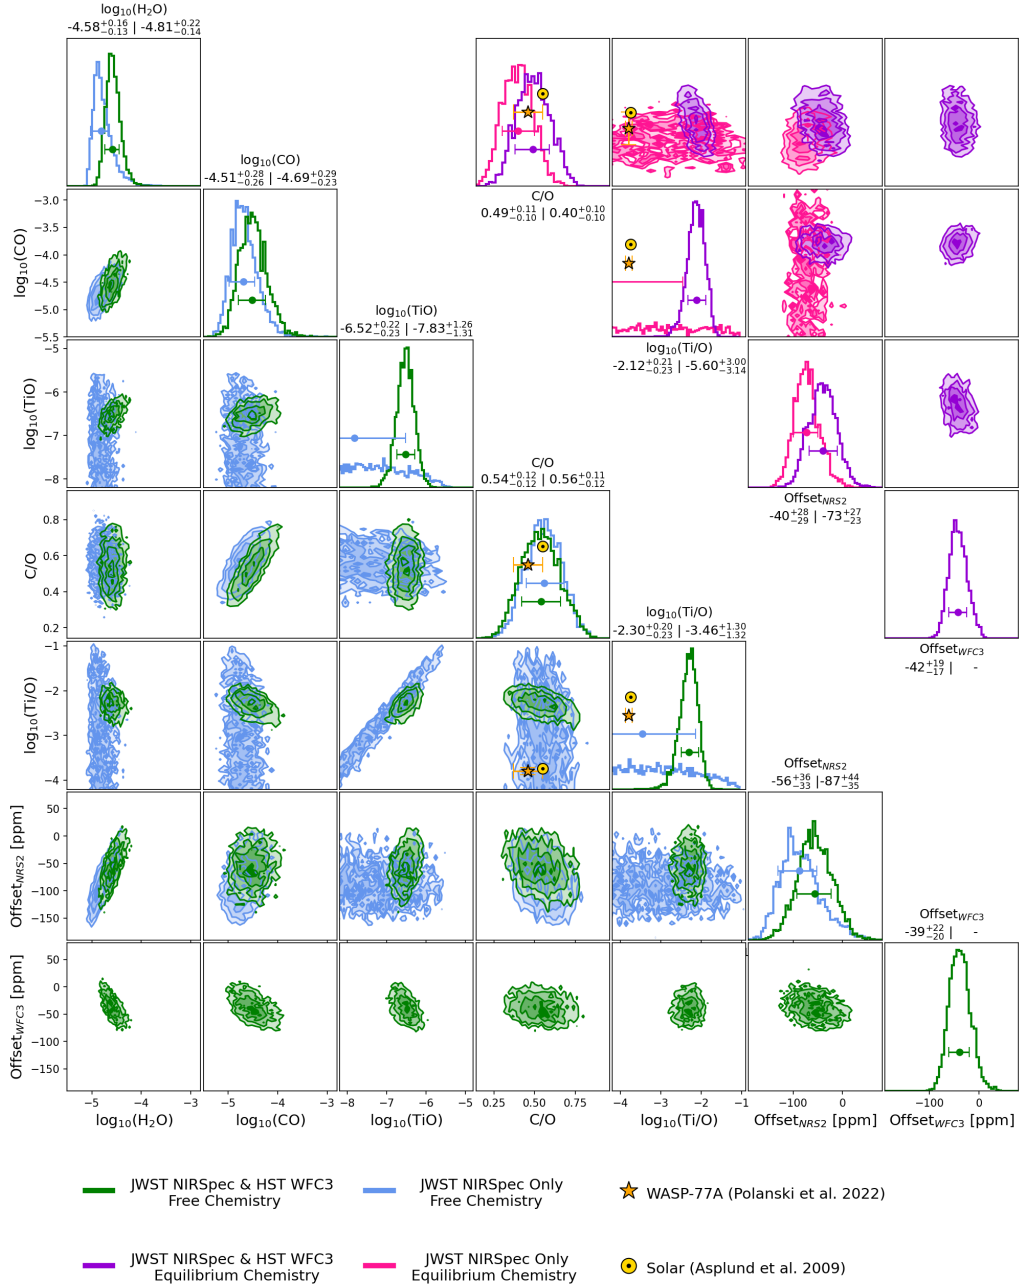 log₁₀(H₂O)
-4.58⁺⁰·¹⁶₋₀.₁₃ | -4.81⁺⁰·²²₋₀.₁₄
log₁₀(CO)
-4.51⁺⁰·²⁸₋₀.₂₆ | -4.69⁺⁰·²⁹₋₀.₂₃
C/O
0.49⁺⁰·¹¹₋₀.₁₀ | 0.40⁺⁰·¹⁰₋₀.₁₀
−3.0
−3.5
−4.0
−4.5
−5.0
−5.5
log₁₀(CO)
log₁₀(TiO)
-6.52⁺⁰·²²₋₀.₂₃ | -7.83⁺¹·²⁶₋₁.₃₁
log₁₀(Ti/O)
-2.12⁺⁰·²¹₋₀.₂₃ | -5.60⁺³·⁰⁰₋₃.₁₄
−5
−6
−7
−8
log₁₀(TiO)
C/O
0.54⁺⁰·¹²₋₀.₁₂ | 0.56⁺⁰·¹¹₋₀.₁₂
Offset_NRS2
-40⁺²⁸₋₂₉ | -73⁺²⁷₋₂₃
0.8
0.6
0.4
0.2
C/O
log₁₀(Ti/O)
-2.30⁺⁰·²⁰₋₀.₂₃ | -3.46⁺¹·³⁰₋₁.₃₂
Offset_WFC3
-42⁺¹⁹₋₁₇ | -
−1
−2
−3
−4
log₁₀(Ti/O)
Offset_NRS2
-56⁺³⁶₋₃₃ |-87⁺⁴⁴₋₃₅
50
0
−50
−100
−150
Offset_NRS2 [ppm]
Offset_WFC3
-39⁺²²₋₂₀ | -
50
0
−50
−100
−150
Offset_WFC3 [ppm]
−5 −4 −3
−5 −4 −3
−8 −7 −6 −5
0.25 0.50 0.75
−4 −3 −2 −1
−100 0
−100 0
log₁₀(H₂O)
log₁₀(CO)
log₁₀(TiO)
C/O
log₁₀(Ti/O)
Offset_NRS2 [ppm]
Offset_WFC3 [ppm]
JWST NIRSpec & HST WFC3
Free Chemistry
JWST NIRSpec Only
Free Chemistry
WASP-77A (Polanski et al. 2022)
JWST NIRSpec & HST WFC3
Equilibrium Chemistry
JWST NIRSpec Only
Equilibrium Chemistry
Solar (Asplund et al. 2009)